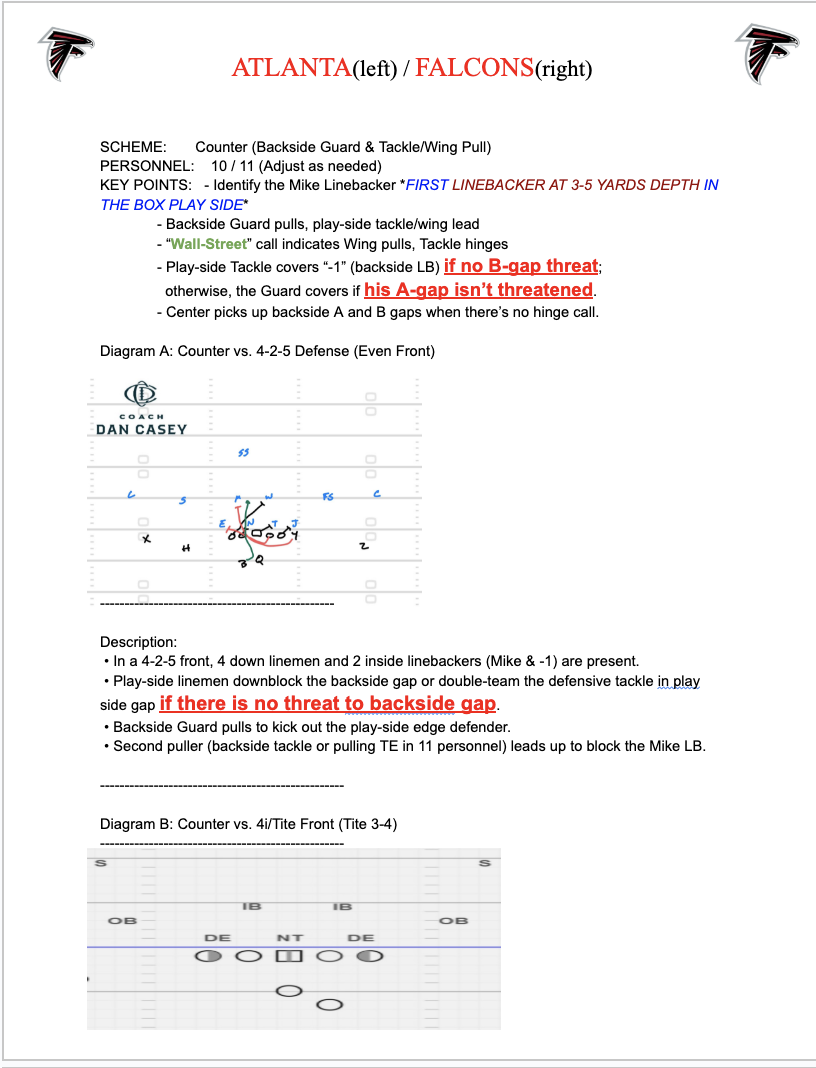 ATLANTA(left) / FALCONS(right)
SCHEME: Counter (Backside Guard & Tackle/Wing Pull)
PERSONNEL: 10 / 11 (Adjust as needed)
KEY POINTS: - Identify the Mike Linebacker *FIRST LINEBACKER AT 3-5 YARDS DEPTH IN
THE BOX PLAY SIDE*
- Backside Guard pulls, play-side tackle/wing lead
- “Wall-Street” call indicates Wing pulls, Tackle hinges
- Play-side Tackle covers “-1” (backside LB) if no B-gap threat;
otherwise, the Guard covers if his A-gap isn’t threatened.
- Center picks up backside A and B gaps when there’s no hinge call.
Diagram A: Counter vs. 4-2-5 Defense (Even Front)
COACH
DAN CASEY
SS
C S M W FS C
E N T J
X H Y Z
B Q
------------------------------------------------
Description:
• In a 4-2-5 front, 4 down linemen and 2 inside linebackers (Mike & -1) are present.
• Play-side linemen downblock the backside gap or double-team the defensive tackle in play
side gap if there is no threat to backside gap.
• Backside Guard pulls to kick out the play-side edge defender.
• Second puller (backside tackle or pulling TE in 11 personnel) leads up to block the Mike LB.
--------------------------------------------------
Diagram B: Counter vs. 4i/Tite Front (Tite 3-4)
--------------------------------------------------
S S
IB IB
OB OB
DE NT DE